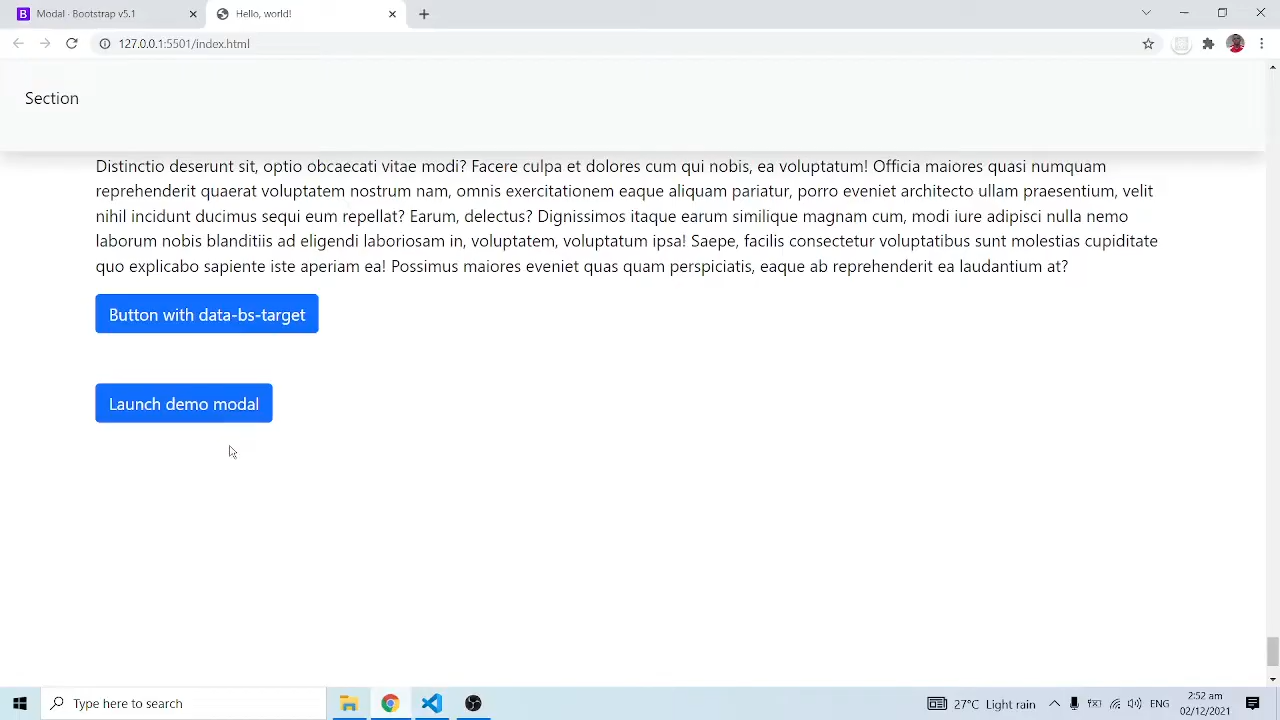 Modal · Bootstrap v5.1
Hello, world!
127.0.0.1:5501/index.html
Section
Distinctio deserunt sit, optio obcaecati vitae modi? Facere culpa et dolores cum qui nobis, ea voluptatum! Officia maiores quasi numquam
reprehenderit quaerat voluptatem nostrum nam, omnis exercitationem eaque aliquam pariatur, porro eveniet architecto ullam praesentium, velit
nihil incidunt ducimus sequi eum repellat? Earum, delectus? Dignissimos itaque earum similique magnam cum, modi iure adipisci nulla nemo
laborum nobis blanditiis ad eligendi laboriosam in, voluptatem, voluptatum ipsa! Saepe, facilis consectetur voluptatibus sunt molestias cupiditate
quo explicabo sapiente iste aperiam ea! Possimus maiores eveniet quas quam perspiciatis, eaque ab reprehenderit ea laudantium at?
Button with data-bs-target
Launch demo modal
Type here to search
27°C Light rain
ENG
2:52 am
02/12/2021